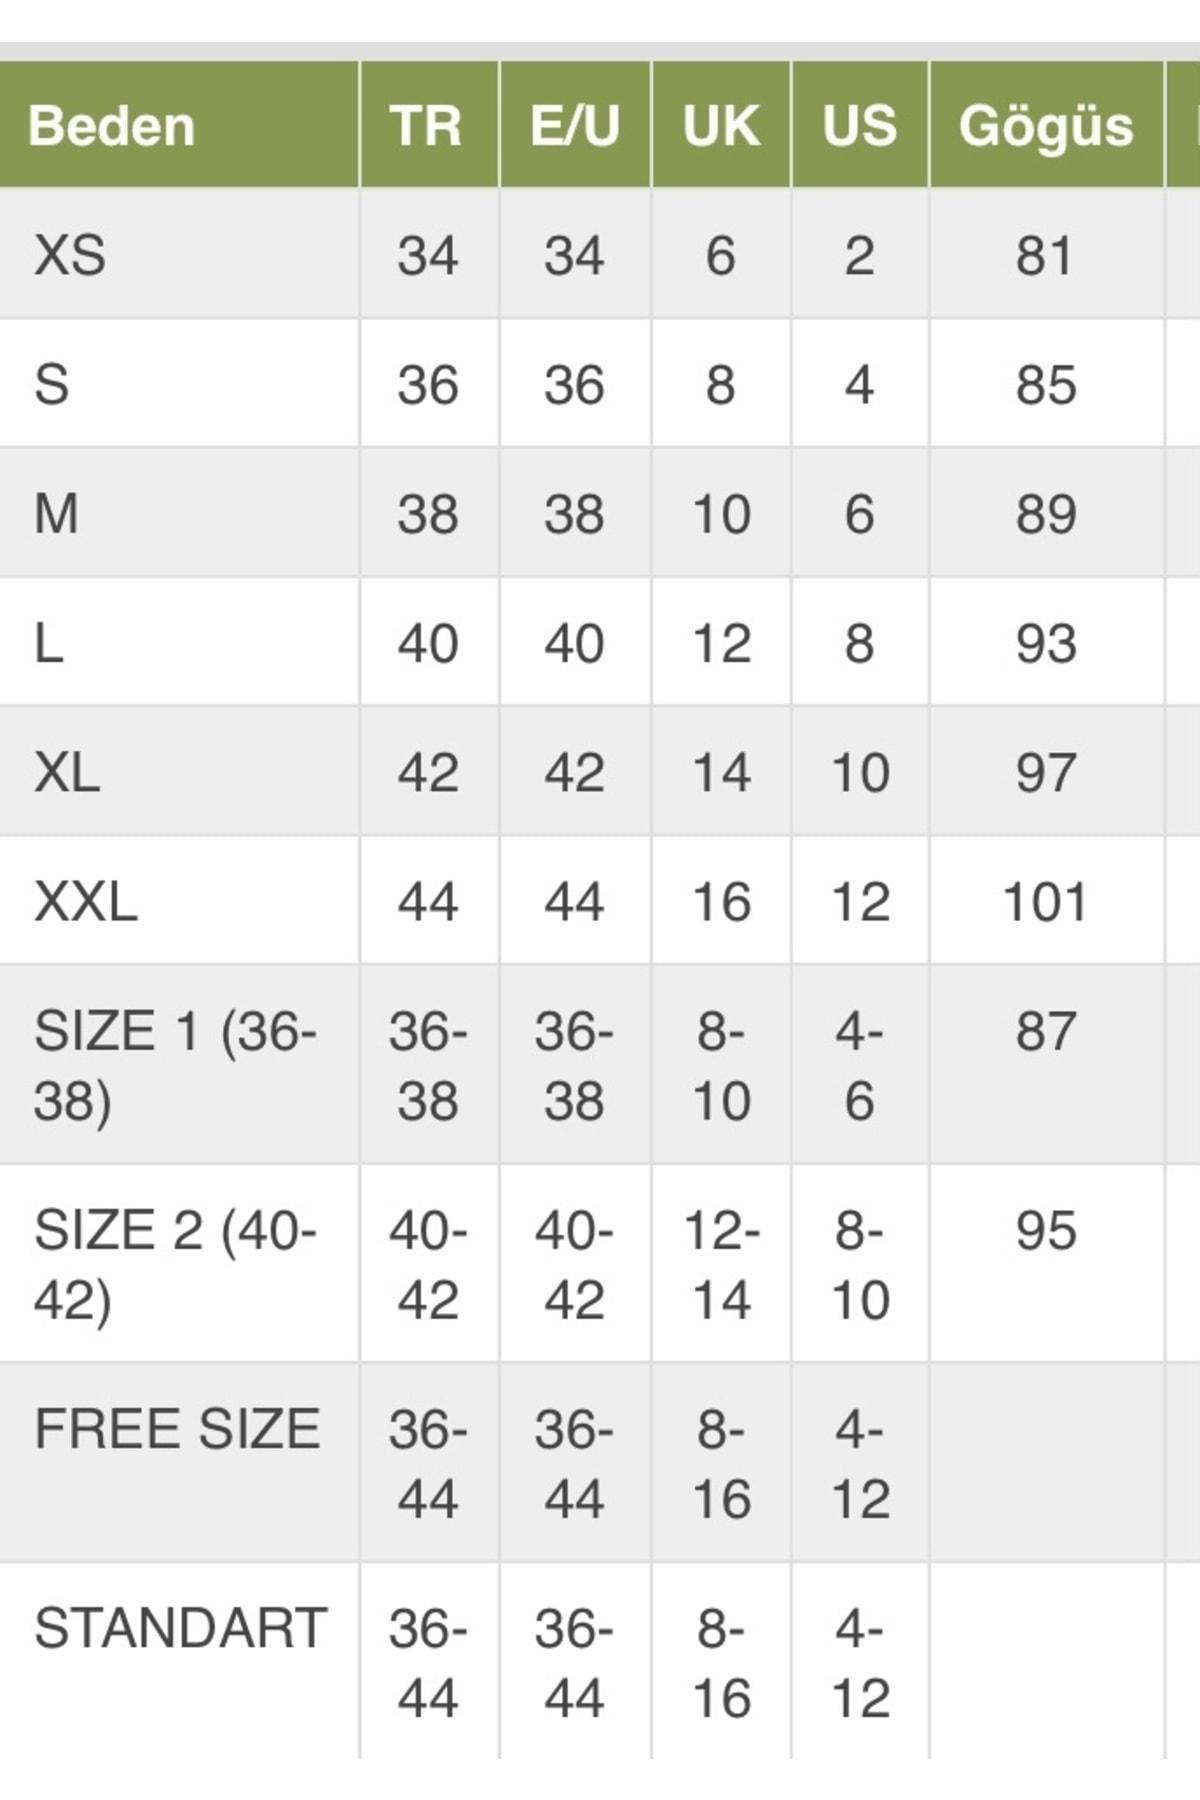 Beden TR E/U UK US Gögüs
XS 34 34 6 2 81
S 36 36 8 4 85
M 38 38 10 6 89
L 40 40 12 8 93
XL 42 42 14 10 97
XXL 44 44 16 12 101
SIZE 1 (36- 36- 36- 8- 4- 87
38) 38 38 10 6
SIZE 2 (40- 40- 40- 12- 8- 95
42) 42 42 14 10
FREE SIZE 36- 36- 8- 4-
44 44 16 12
STANDART 36- 36- 8- 4-
44 44 16 12